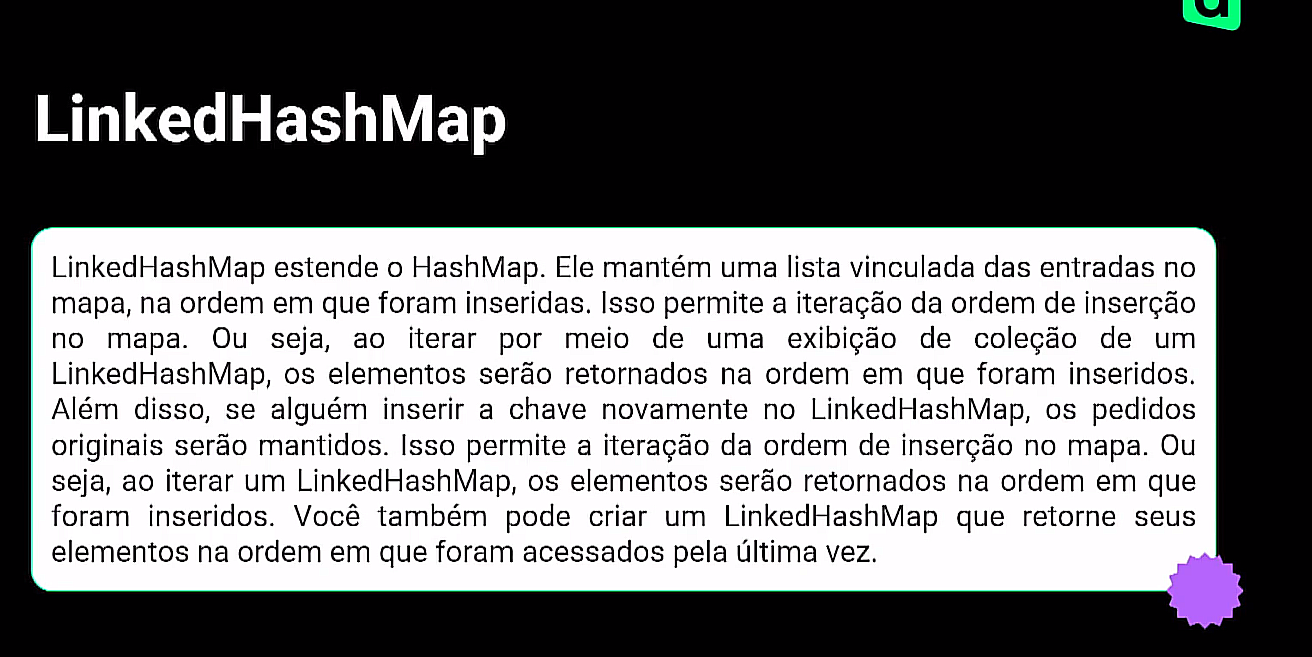 LinkedHashMap
LinkedHashMap estende o HashMap. Ele mantém uma lista vinculada das entradas no
mapa, na ordem em que foram inseridas. Isso permite a iteração da ordem de inserção
no mapa. Ou seja, ao iterar por meio de uma exibição de coleção de um
LinkedHashMap, os elementos serão retornados na ordem em que foram inseridos.
Além disso, se alguém inserir a chave novamente no LinkedHashMap, os pedidos
originais serão mantidos. Isso permite a iteração da ordem de inserção no mapa. Ou
seja, ao iterar um LinkedHashMap, os elementos serão retornados na ordem em que
foram inseridos. Você também pode criar um LinkedHashMap que retorne seus
elementos na ordem em que foram acessados pela última vez.